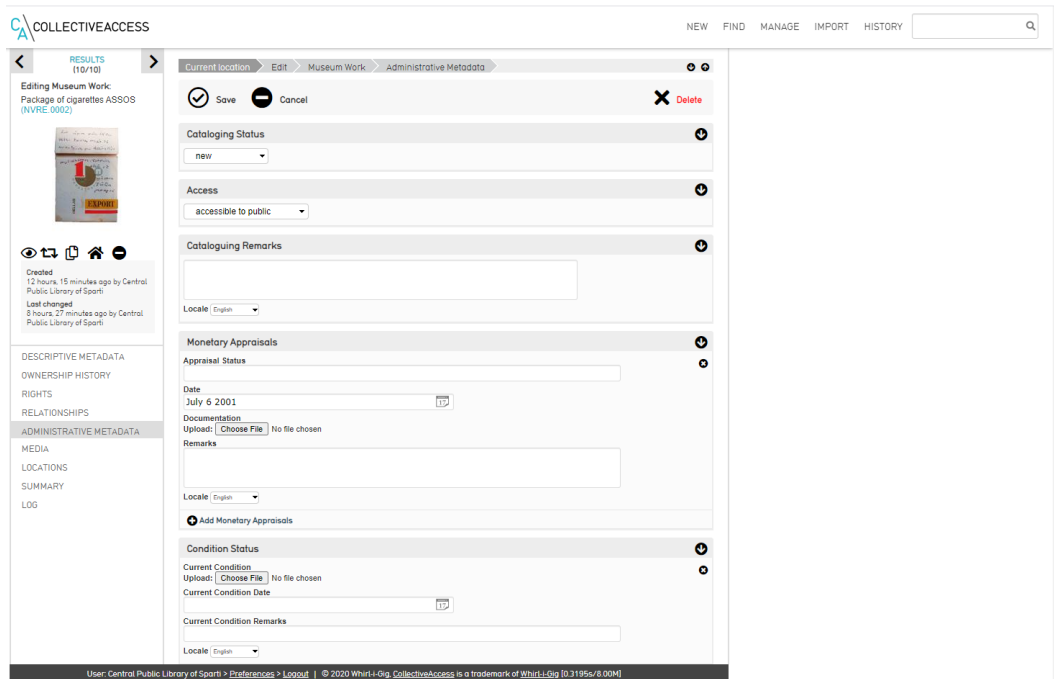 COLLECTIVEACCESS
NEW FIND MANAGE IMPORT HISTORY
RESULTS
(10/10)
Editing Museum Work:
Package of cigarettes ASSOS
(NVRE.0002)
1
EXPORT
Created
12 hours, 15 minutes ago by Central
Public Library of Sparti
Last changed
8 hours, 27 minutes ago by Central
Public Library of Sparti
DESCRIPTIVE METADATA
OWNERSHIP HISTORY
RIGHTS
RELATIONSHIPS
ADMINISTRATIVE METADATA
MEDIA
LOCATIONS
SUMMARY
LOG
Current location Edit Museum Work Administrative Metadata
Save Cancel Delete
Cataloging Status
new
Access
accessible to public
Cataloguing Remarks
Locale English
Monetary Appraisals
Appraisal Status
Date
July 6 2001
17
Documentation
Upload: Choose File No file chosen
Remarks
Locale English
Add Monetary Appraisals
Condition Status
Current Condition
Upload: Choose File No file chosen
Current Condition Date
17
Current Condition Remarks
Locale English
User: Central Public Library of Sparti > Preferences > Logout | © 2020 Whirl-i-Gig, CollectiveAccess is a trademark of Whirl-i-Gig [0.3195s/8.00M]